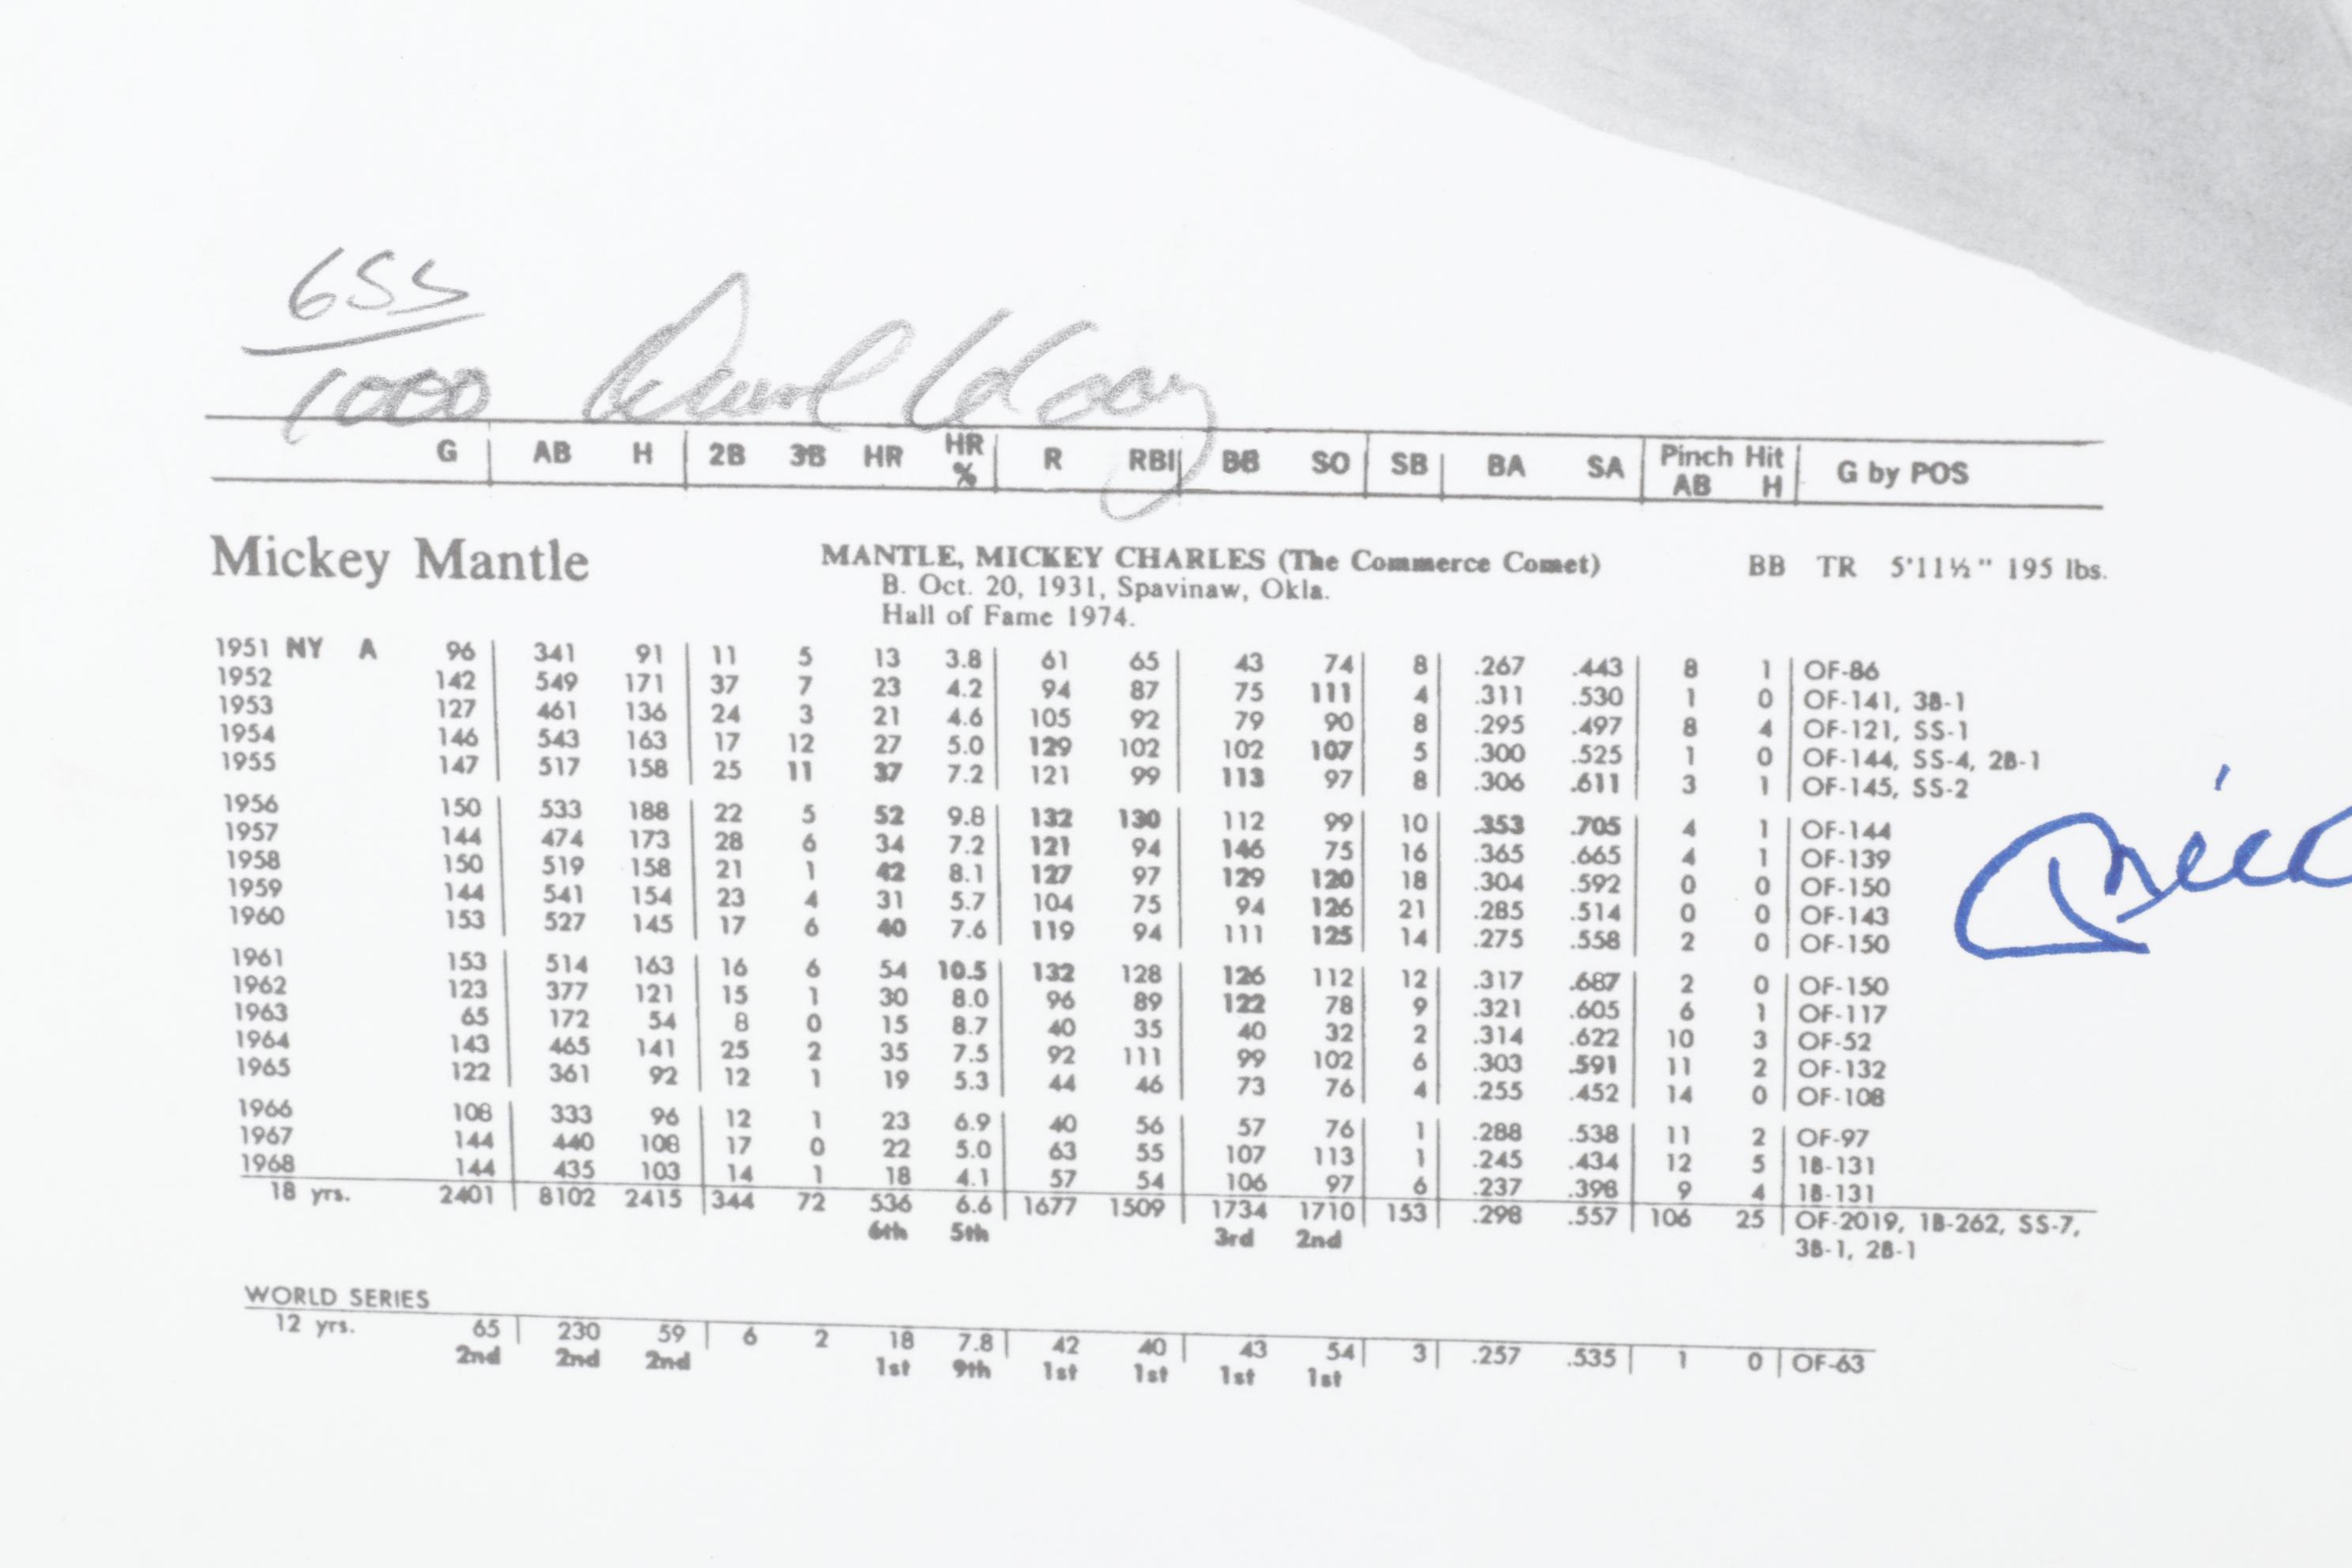 655
1000
G AB H 2B 3B HR HR % R RBI BB SO SB BA SA Pinch Hit AB H G by POS
Mickey Mantle MANTLE, MICKEY CHARLES (The Commerce Comet) BB TR 5'11½" 195 lbs.
B. Oct. 20, 1931, Spavinaw, Okla.
Hall of Fame 1974.
1951 NY A 96 341 91 11 5 13 3.8 61 65 43 74 8 .267 .443 8 1 OF-86
1952 142 549 171 37 7 23 4.2 94 87 75 111 4 .311 .530 1 0 OF-141, 3B-1
1953 127 461 136 24 3 21 4.6 105 92 79 90 8 .295 .497 8 4 OF-121, SS-1
1954 146 543 163 17 12 27 5.0 129 102 102 107 5 .300 .525 1 0 OF-144, SS-4, 2B-1
1955 147 517 158 25 11 37 7.2 121 99 113 97 8 .306 .611 3 1 OF-145, SS-2
1956 150 533 188 22 5 52 9.8 132 130 112 99 10 .353 .705 4 1 OF-144
1957 144 474 173 28 6 34 7.2 121 94 146 75 16 .365 .665 4 1 OF-139
1958 150 519 158 21 1 42 8.1 127 97 129 120 18 .304 .592 0 0 OF-150
1959 144 541 154 23 4 31 5.7 104 75 94 126 21 .285 .514 0 0 OF-143
1960 153 527 145 17 6 40 7.6 119 94 111 125 14 .275 .558 2 0 OF-150
1961 153 514 163 16 6 54 10.5 132 128 126 112 12 .317 .687 2 0 OF-150
1962 123 377 121 15 1 30 8.0 96 89 122 78 9 .321 .605 6 1 OF-117
1963 65 172 54 8 0 15 8.7 40 35 40 32 2 .314 .622 10 3 OF-52
1964 143 465 141 25 2 35 7.5 92 111 99 102 6 .303 .591 11 2 OF-132
1965 122 361 92 12 1 19 5.3 44 46 73 76 4 .255 .452 14 0 OF-108
1966 108 333 96 12 1 23 6.9 40 56 57 76 1 .288 .538 11 2 OF-97
1967 144 440 108 17 0 22 5.0 63 55 107 113 1 .245 .434 12 5 1B-131
1968 144 435 103 14 1 18 4.1 57 54 106 97 6 .237 .398 9 4 1B-131
18 yrs. 2401 8102 2415 344 72 536 6.6 1677 1509 1734 1710 153 .298 .557 106 25 OF-2019, 1B-262, SS-7,
6th 5th 3rd 2nd 3B-1, 2B-1
WORLD SERIES
12 yrs. 65 230 59 6 2 18 7.8 42 40 43 54 3 .257 .535 1 0 OF-63
2nd 2nd 2nd 1st 9th 1st 1st 1st 1st